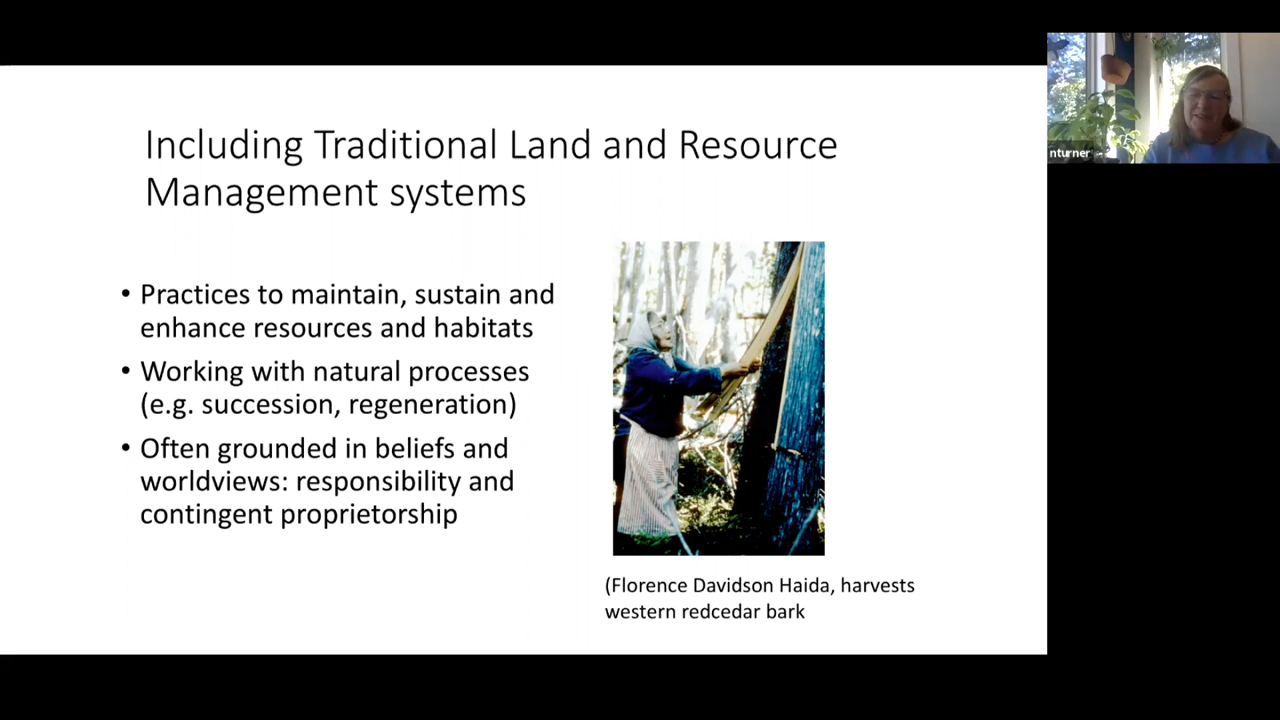 Including Traditional Land and Resource
Management systems
• Practices to maintain, sustain and
enhance resources and habitats
• Working with natural processes
(e.g. succession, regeneration)
• Often grounded in beliefs and
worldviews: responsibility and
contingent proprietorship
(Florence Davidson Haida, harvests
western redcedar bark
nturner